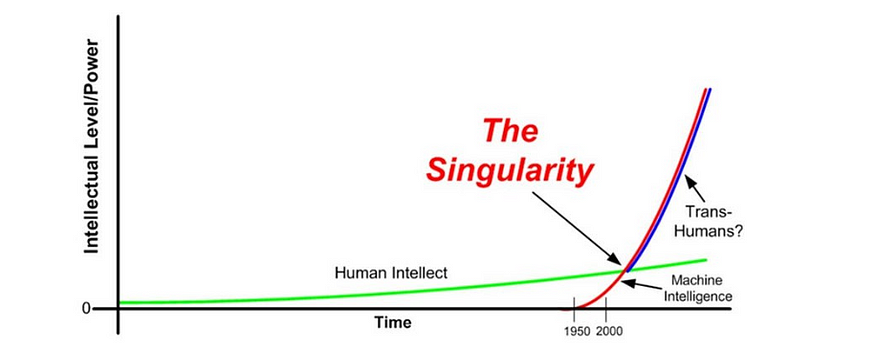 Intellectual Level/Power
The
Singularity
Trans-
Humans?
Human Intellect
Machine
Intelligence
0
Time
1950 2000